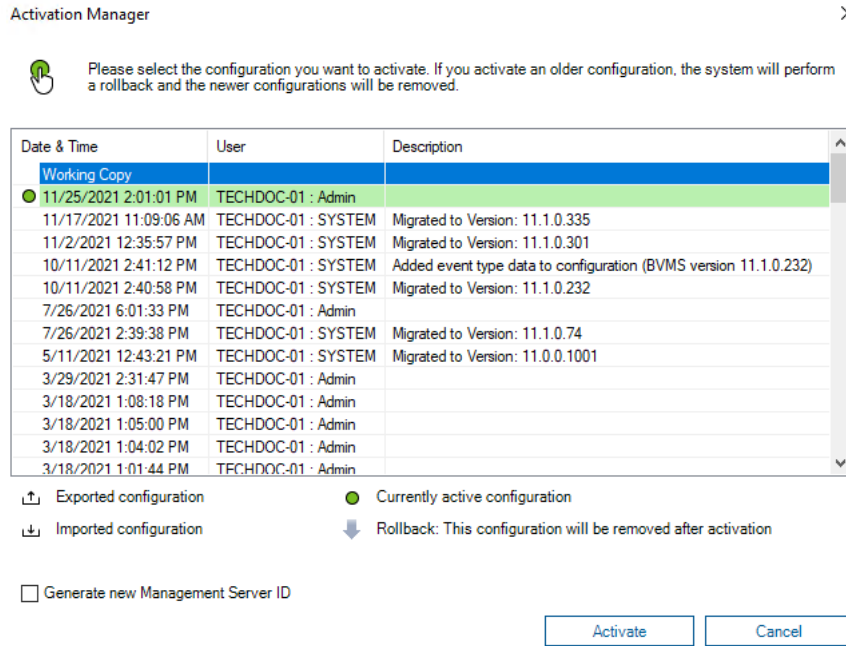 Activation Manager
Please select the configuration you want to activate. If you activate an older configuration, the system will perform
a rollback and the newer configurations will be removed.
Date & Time User Description
Working Copy
11/25/2021 2:01:01 PM TECHDOC-01 : Admin
11/17/2021 11:09:06 AM TECHDOC-01 : SYSTEM Migrated to Version: 11.1.0.335
11/2/2021 12:35:57 PM TECHDOC-01 : SYSTEM Migrated to Version: 11.1.0.301
10/11/2021 2:41:12 PM TECHDOC-01 : SYSTEM Added event type data to configuration (BVMS version 11.1.0.232)
10/11/2021 2:40:58 PM TECHDOC-01 : SYSTEM Migrated to Version: 11.1.0.232
7/26/2021 6:01:33 PM TECHDOC-01 : Admin
7/26/2021 2:39:38 PM TECHDOC-01 : SYSTEM Migrated to Version: 11.1.0.74
5/11/2021 12:43:21 PM TECHDOC-01 : SYSTEM Migrated to Version: 11.0.0.1001
3/29/2021 2:31:47 PM TECHDOC-01 : Admin
3/18/2021 1:08:18 PM TECHDOC-01 : Admin
3/18/2021 1:05:00 PM TECHDOC-01 : Admin
3/18/2021 1:04:02 PM TECHDOC-01 : Admin
3/18/2021 1:01:44 PM TECHDOC-01 : Admin
Exported configuration Currently active configuration
Imported configuration Rollback: This configuration will be removed after activation
Generate new Management Server ID
Activate Cancel